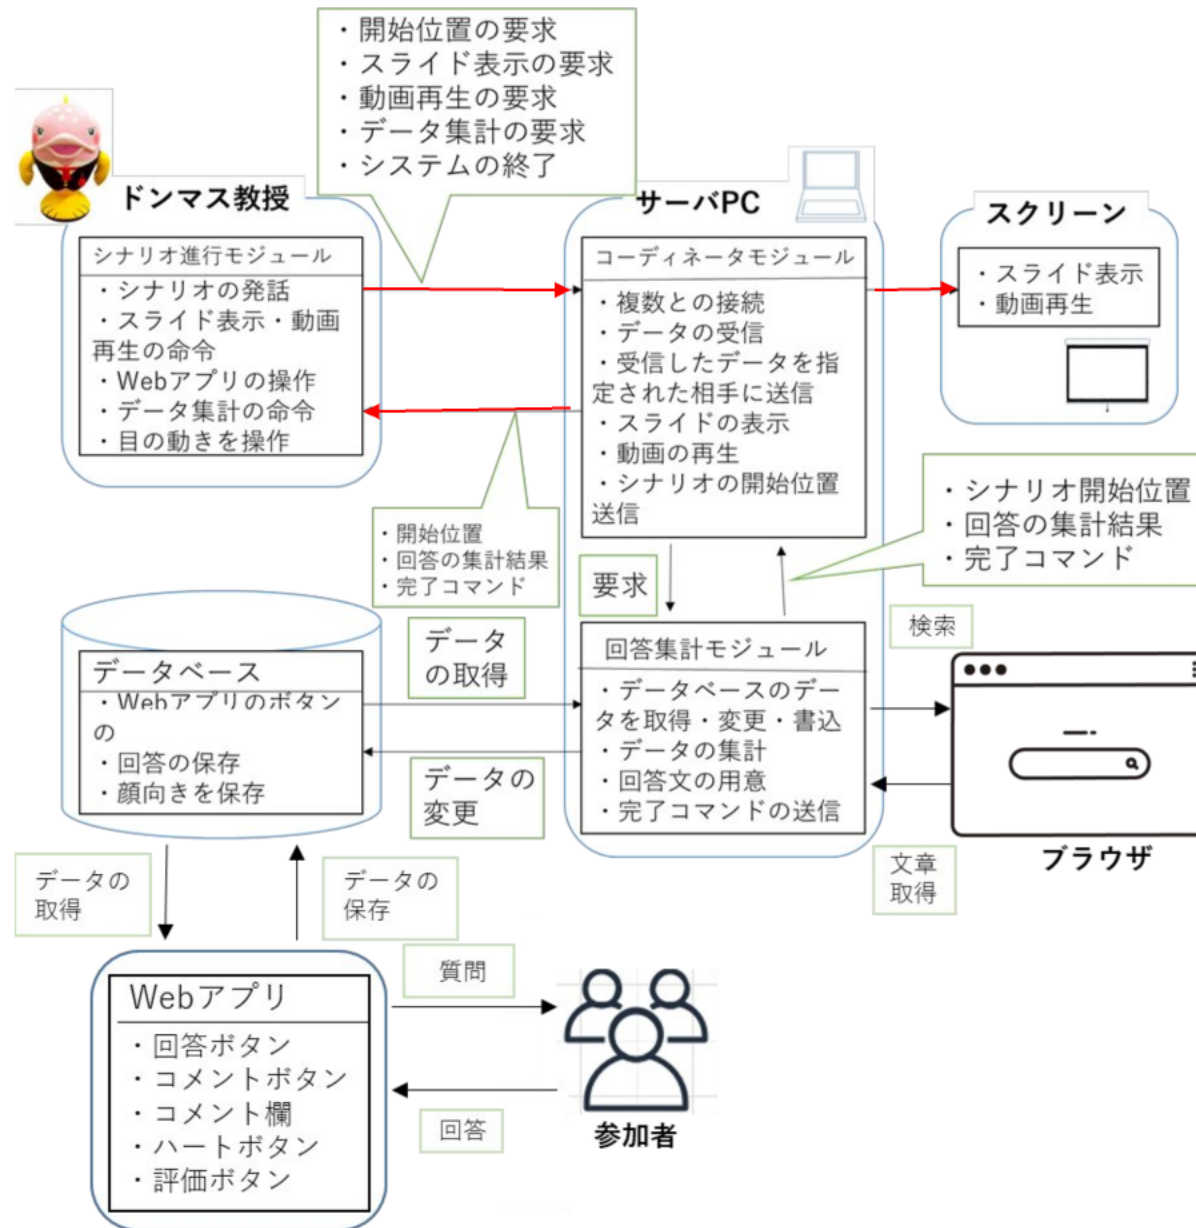 ・開始位置の要求
・スライド表示の要求
・動画再生の要求
・データ集計の要求
・システムの終了
ドンマス教授
シナリオ進行モジュール
・シナリオの発話
・スライド表示・動画
再生の命令
・Webアプリの操作
・データ集計の命令
・目の動きを操作
サーバPC
コーディネータモジュール
・複数との接続
・データの受信
・受信したデータを指
定された相手に送信
・スライドの表示
・動画の再生
・シナリオの開始位置
送信
スクリーン
・スライド表示
・動画再生
・開始位置
・回答の集計結果
・完了コマンド
・シナリオ開始位置
・回答の集計結果
・完了コマンド
要求
データベース
・Webアプリのボタン
の
・回答の保存
・顔向きを保存
データ
の取得
データの
変更
回答集計モジュール
・データベースのデー
タを取得・変更・書込
・データの集計
・回答文の用意
・完了コマンドの送信
検索
文章
取得
ブラウザ
データの
取得
データの
保存
Webアプリ
・回答ボタン
・コメントボタン
・コメント欄
・ハートボタン
・評価ボタン
質問
回答
参加者